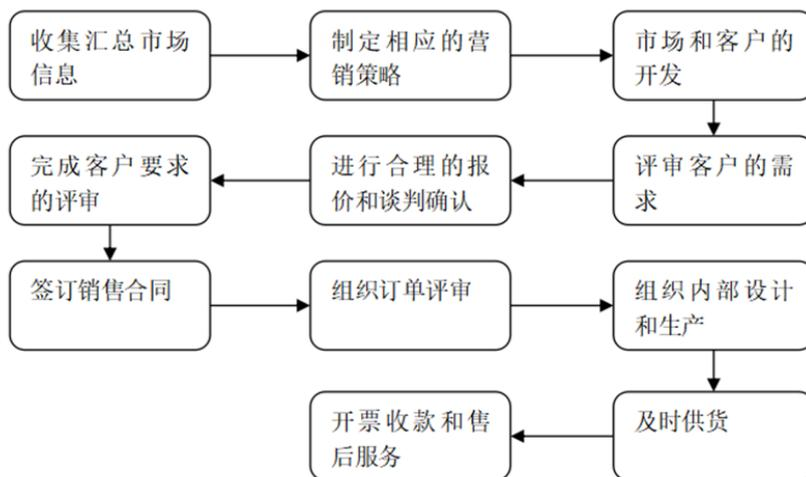 收集汇总市场
信息
制定相应的营
销策略
市场和客户的
开发
完成客户要求
的评审
进行合理的报
价和谈判确认
评审客户的需
求
签订销售合同
组织订单评审
组织内部设计
和生产
开票收款和售
后服务
及时供货